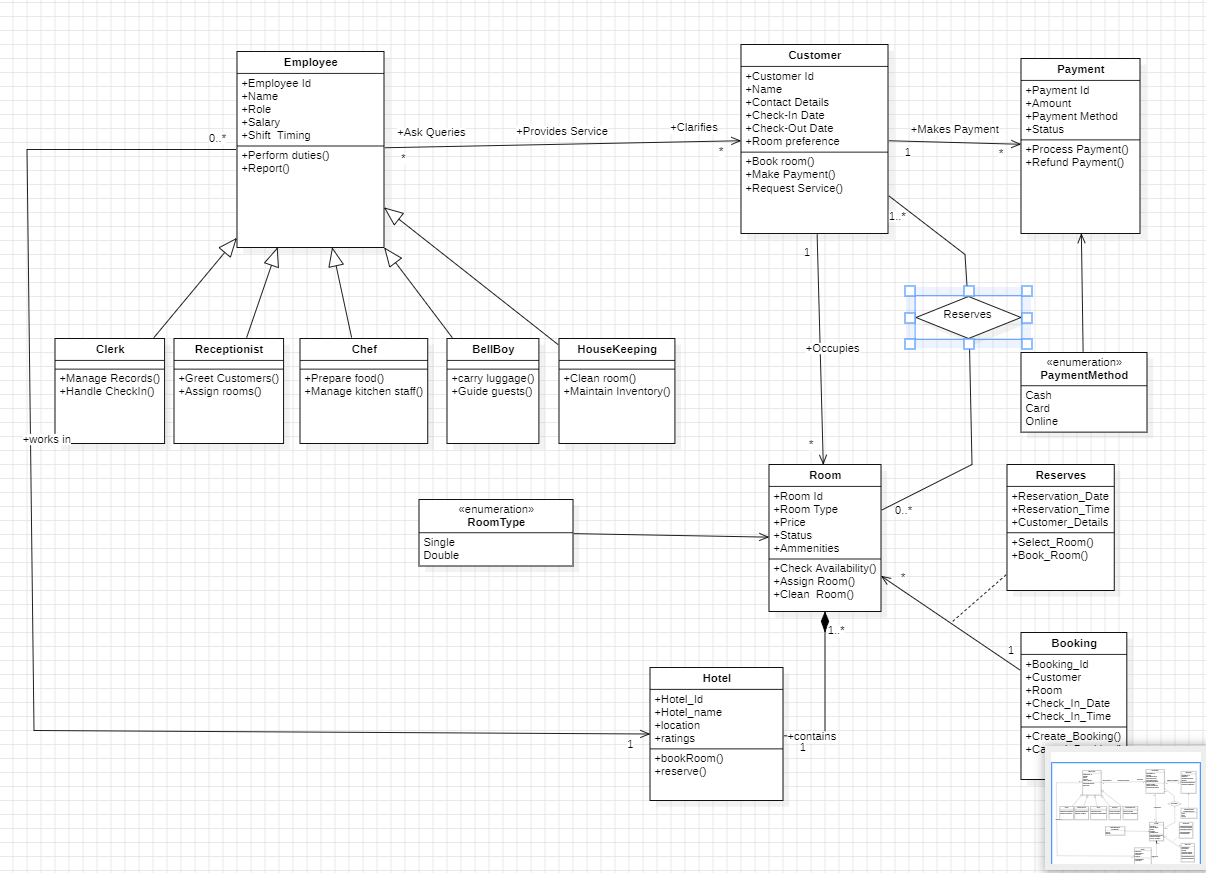 Employee
+Employee Id
+Name
+Role
+Salary
+Shift Timing
+Perform duties()
+Report()
0..*
+Ask Queries
*
+Provides Service
+Clarifies
*
Customer
+Customer Id
+Name
+Contact Details
+Check-In Date
+Check-Out Date
+Room preference
+Book room()
+Make Payment()
+Request Service()
+Makes Payment
1
*
Payment
+Payment Id
+Amount
+Payment Method
+Status
+Process Payment()
+Refund Payment()
1..*
1
Reserves
+Occupies
*
Clerk
+Manage Records()
+Handle CheckIn()
Receptionist
+Greet Customers()
+Assign rooms()
Chef
+Prepare food()
+Manage kitchen staff()
BellBoy
+carry luggage()
+Guide guests()
HouseKeeping
+Clean room()
+Maintain Inventory()
«enumeration»
PaymentMethod
Cash
Card
Online
+works in
«enumeration»
RoomType
Single
Double
Room
+Room Id
+Room Type
+Price
+Status
+Ammenities
+Check Availability()
+Assign Room()
+Clean Room()
0..*
*
1..*
Reserves
+Reservation_Date
+Reservation_Time
+Customer_Details
+Select_Room()
+Book_Room()
1
Booking
+Booking_Id
+Customer
+Room
+Check_In_Date
+Check_In_Time
+Create_Booking()
Hotel
+Hotel_Id
+Hotel_name
+location
+ratings
+bookRoom()
+reserve()
1
+contains
1